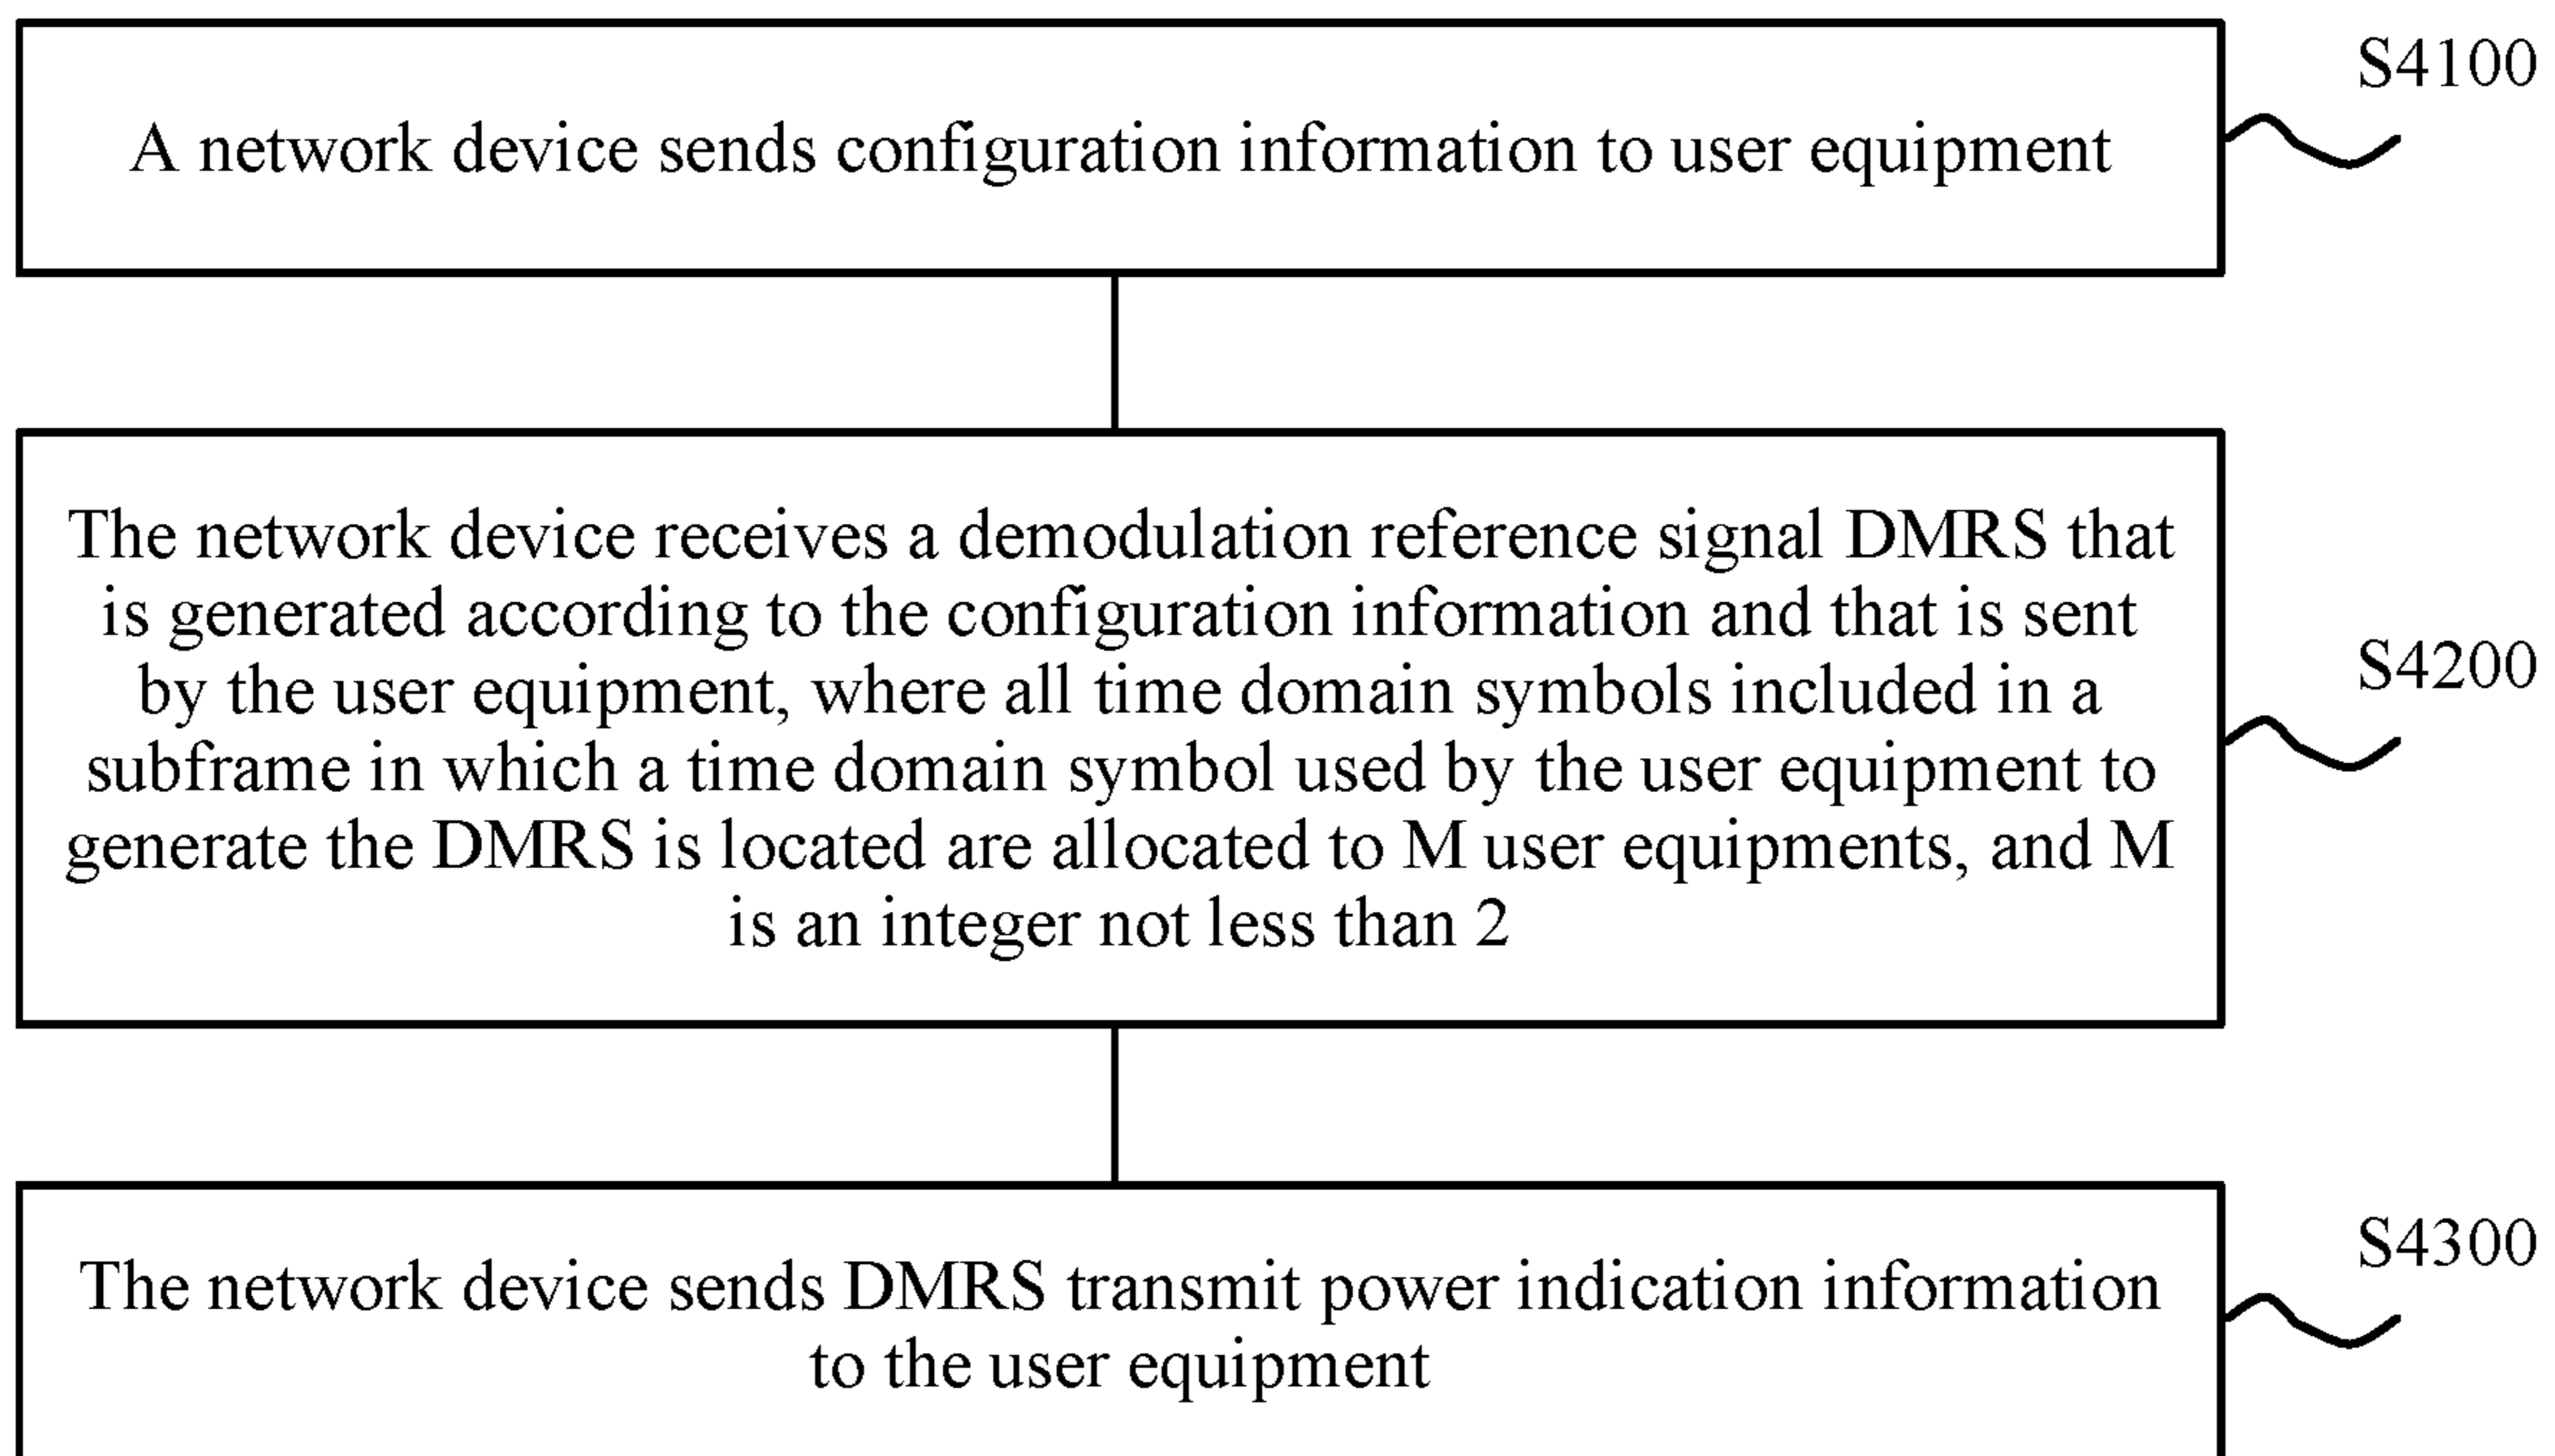 S4100
A network device sends configuration information to user equipment
The network device receives a demodulation reference signal DMRS that
is generated according to the configuration information and that is sent
by the user equipment, where all time domain symbols included in a
S4200
subframe in which a time domain symbol used by the user equipment to
generate the DMRS is located are allocated to M user equipments, and M
is an integer not less than 2
S4300
The network device sends DMRS transmit power indication information
to the user equipment